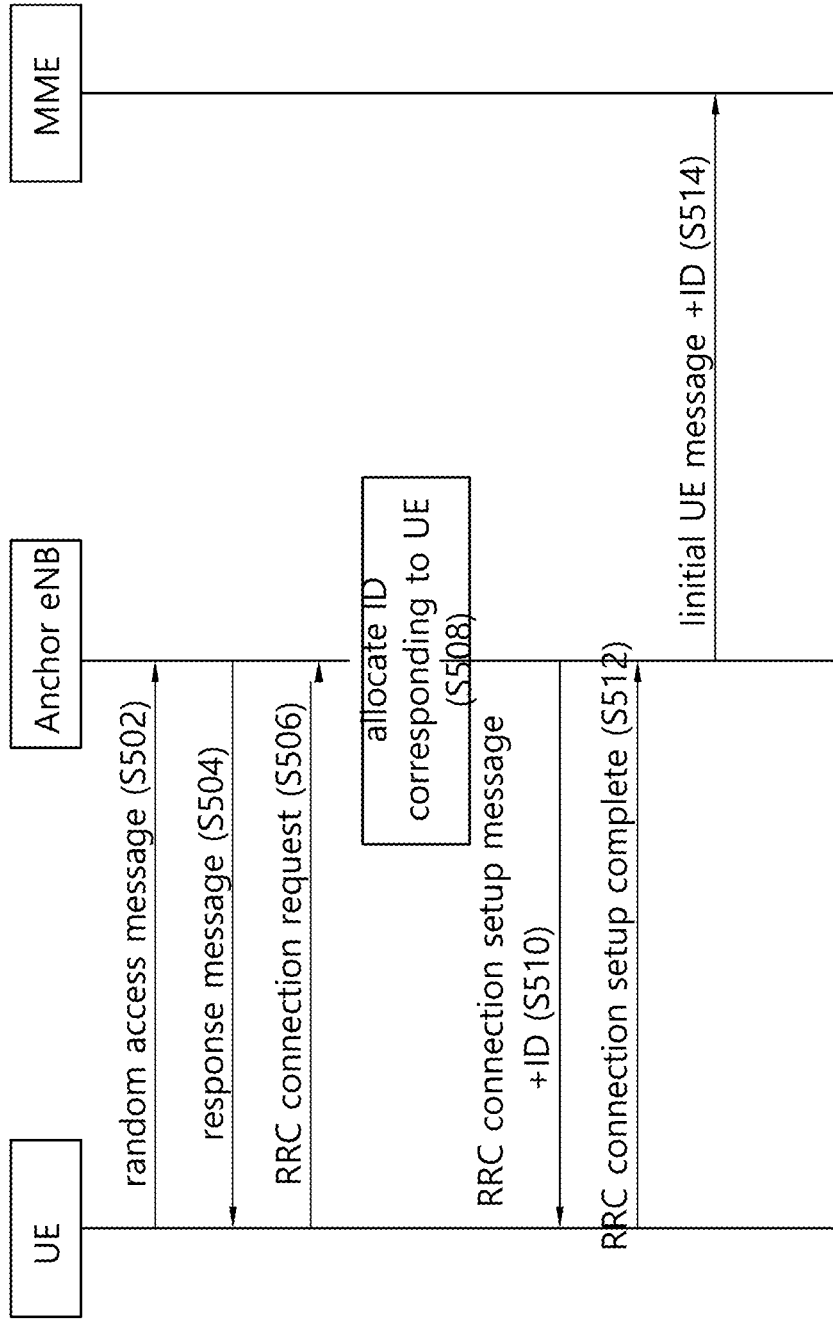 UE
Anchor eNB
MME
random access message (S502)
response message (S504)
RRC connection request (S506)
allocate ID
corresponding to UE
(S508)
RRC connection setup message
+ID (S510)
RRC connection setup complete (S512)
Iinitial UE message +ID (S514)